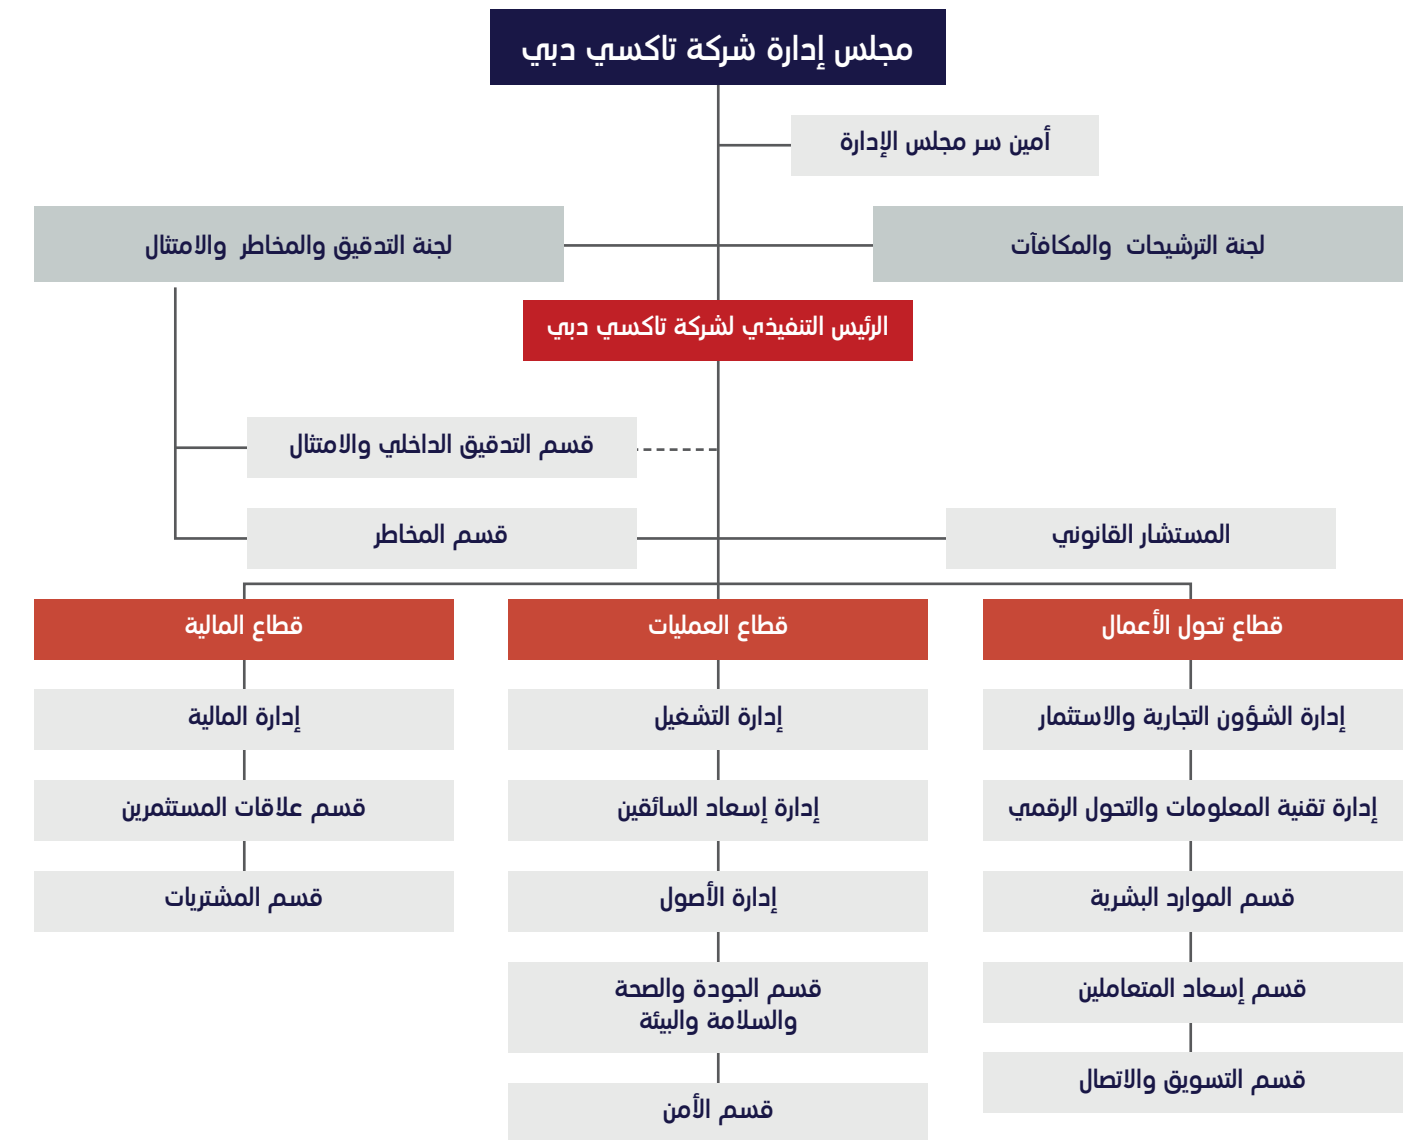 مجلس إدارة شركة تاكسي دبي
أمين سر مجلس الإدارة
لجنة الترشيحات والمكافآت
لجنة التدقيق والمخاطر والامتثال
الرئيس التنفيذي لشركة تاكسي دبي
قسم التدقيق الداخلي والامتثال
المستشار القانوني
قسم المخاطر
قطاع تحول الأعمال
إدارة الشؤون التجارية والاستثمار
إدارة تقنية المعلومات والتحول الرقمي
قسم الموارد البشرية
قسم إسعاد المتعاملين
قسم التسويق والاتصال
قطاع العمليات
إدارة التشغيل
إدارة إسعاد السائقين
إدارة الأصول
قسم الجودة والصحة
والسلامة والبيئة
قسم الأمن
قطاع المالية
إدارة المالية
قسم علاقات المستثمرين
قسم المشتريات